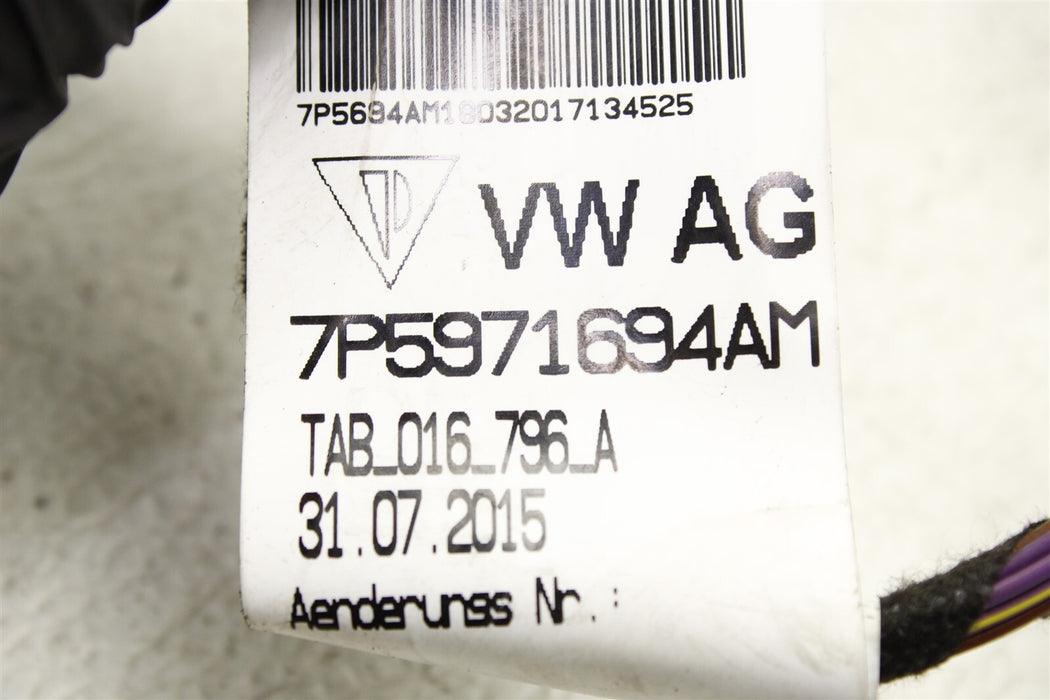 7P5694AM18032017134525
VW AG
7P5971694AM
TAB_016_796_A
31.07.2015
Aenderungs Nr.: